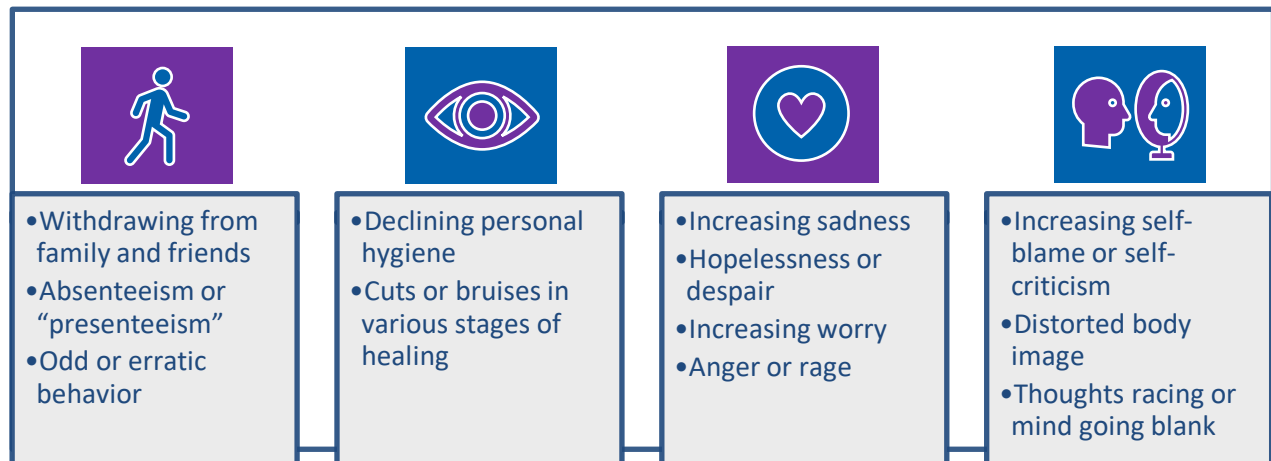 •Withdrawing from
family and friends
•Absenteeism or
“presenteeism”
•Odd or erratic
behavior
•Declining personal
hygiene
•Cuts or bruises in
various stages of
healing
•Increasing sadness
•Hopelessness or
despair
•Increasing worry
•Anger or rage
•Increasing self-
blame or self-
criticism
•Distorted body
image
•Thoughts racing or
mind going blank